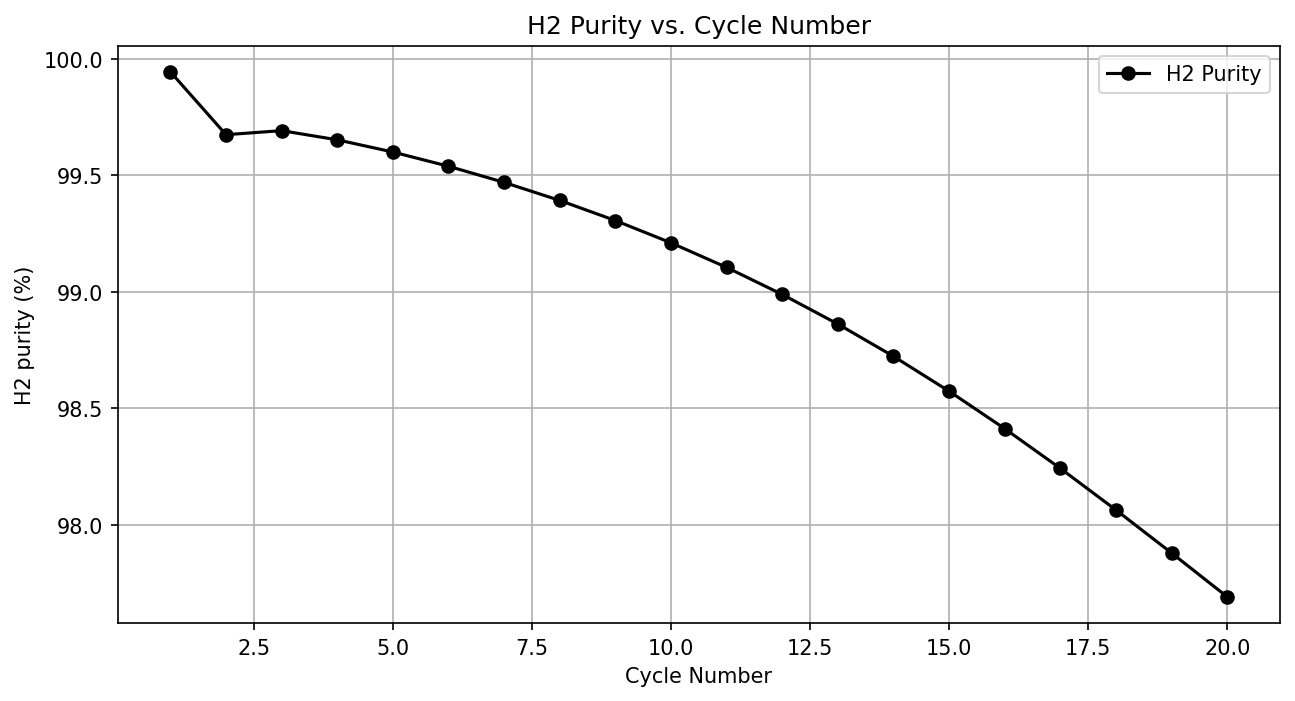 H2 Purity vs. Cycle Number
H2 Purity
H2 purity (%)
100.0
99.5
99.0
98.5
98.0
2.5 5.0 7.5 10.0 12.5 15.0 17.5 20.0
Cycle Number